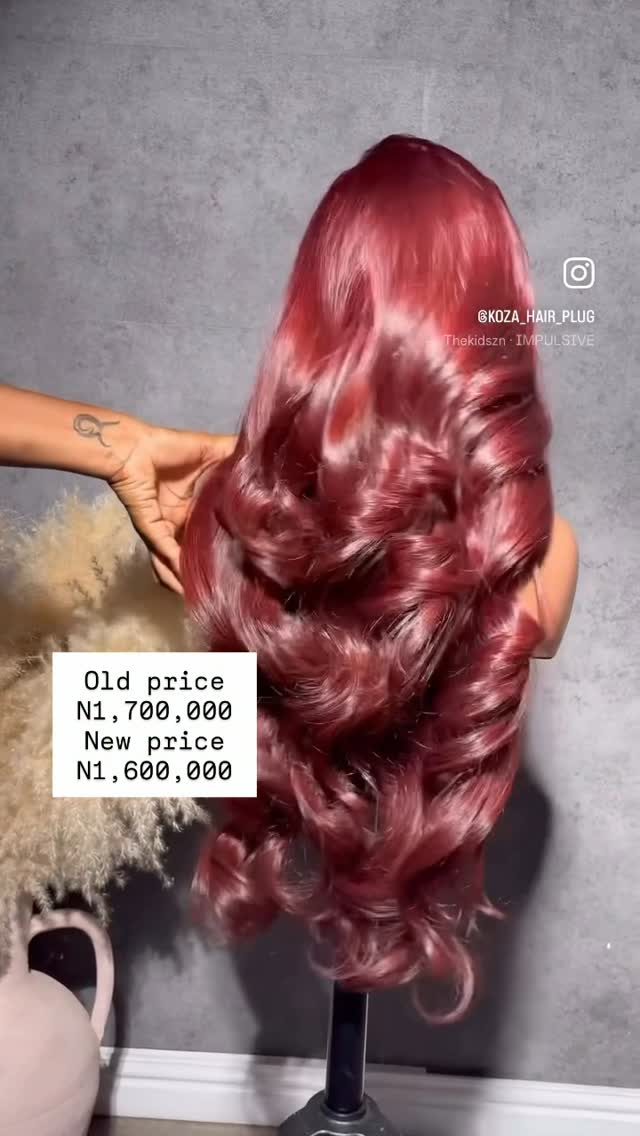 @KOZA_HAIR_PLUG
Thekidszn · IMPULSIVE
Old price
N1,700,000
New price
N1,600,000